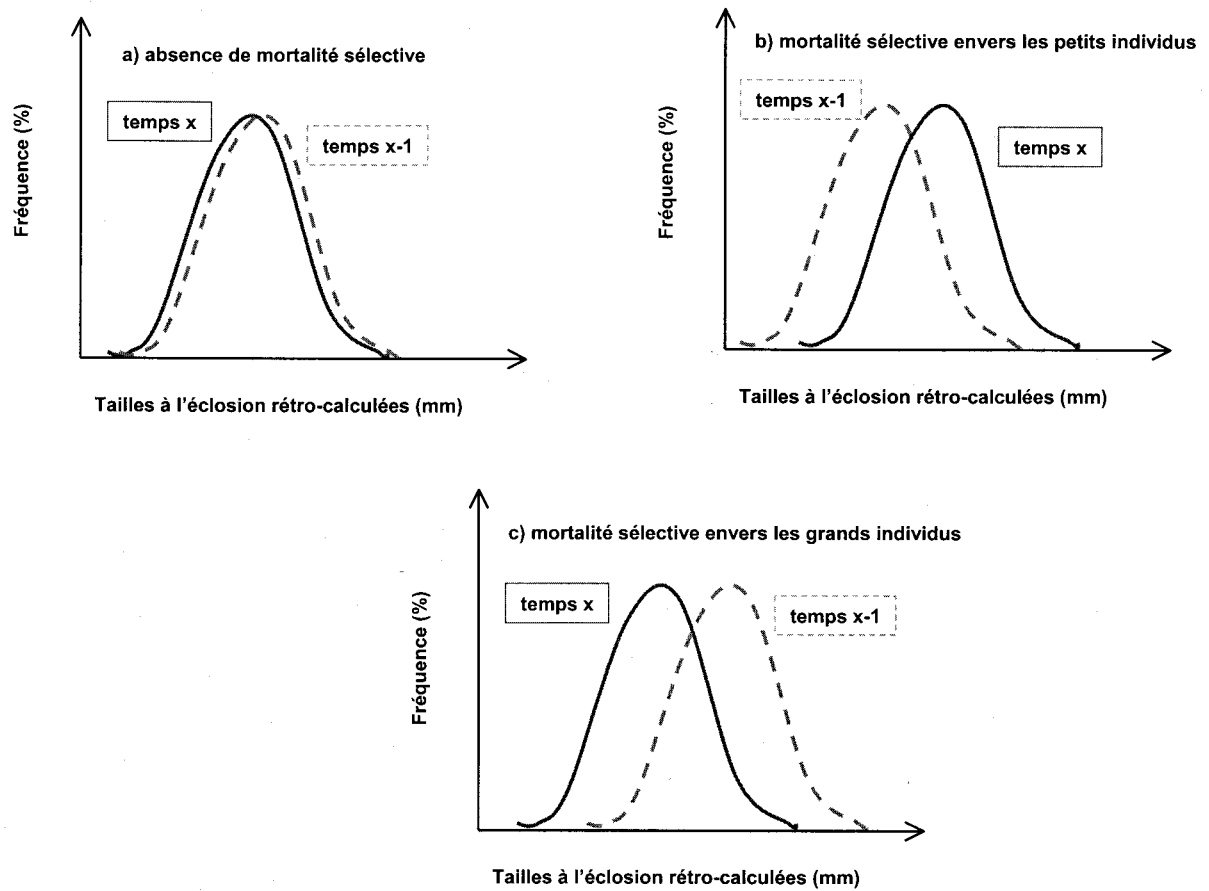 a) absence de mortalité sélective
temps x
temps x-1
Fréquence (%)
Tailles à l'éclosion rétro-calculées (mm)
b) mortalité sélective envers les petits individus
temps x-1
temps x
Fréquence (%)
Tailles à l'éclosion rétro-calculées (mm)
c) mortalité sélective envers les grands individus
temps x
temps x-1
Fréquence (%)
Tailles à l'éclosion rétro-calculées (mm)